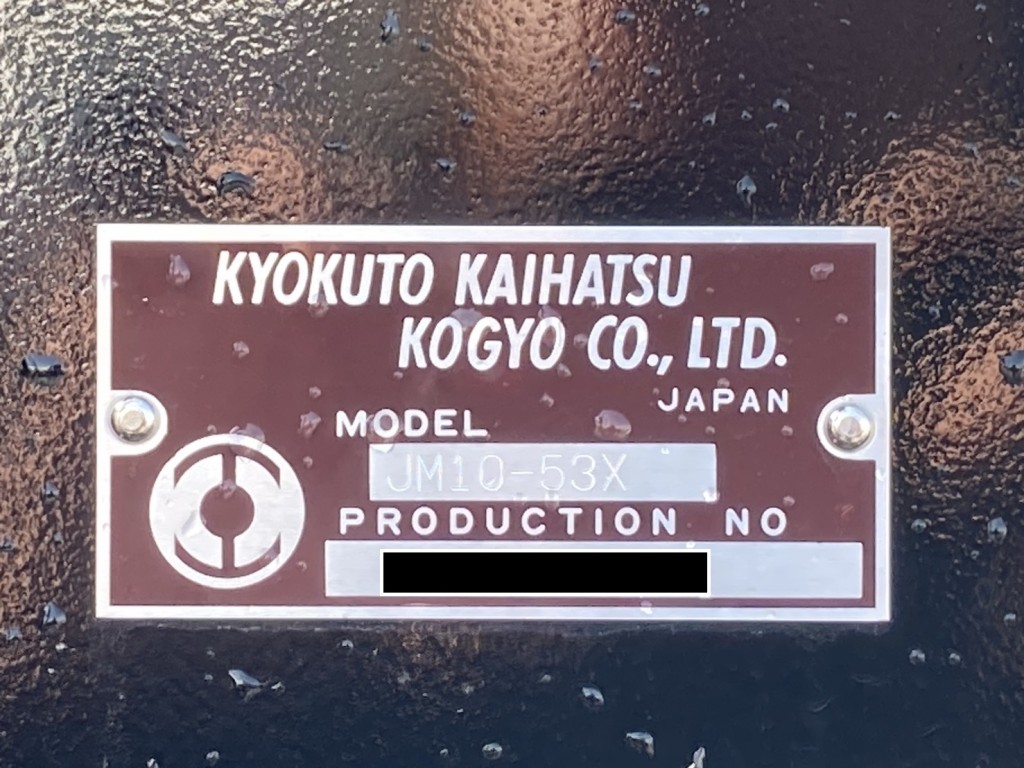 KYOKUTO KAIHATSU
KOGYO CO., LTD.
JAPAN
MODEL
JM10-53X
PRODUCTION NO